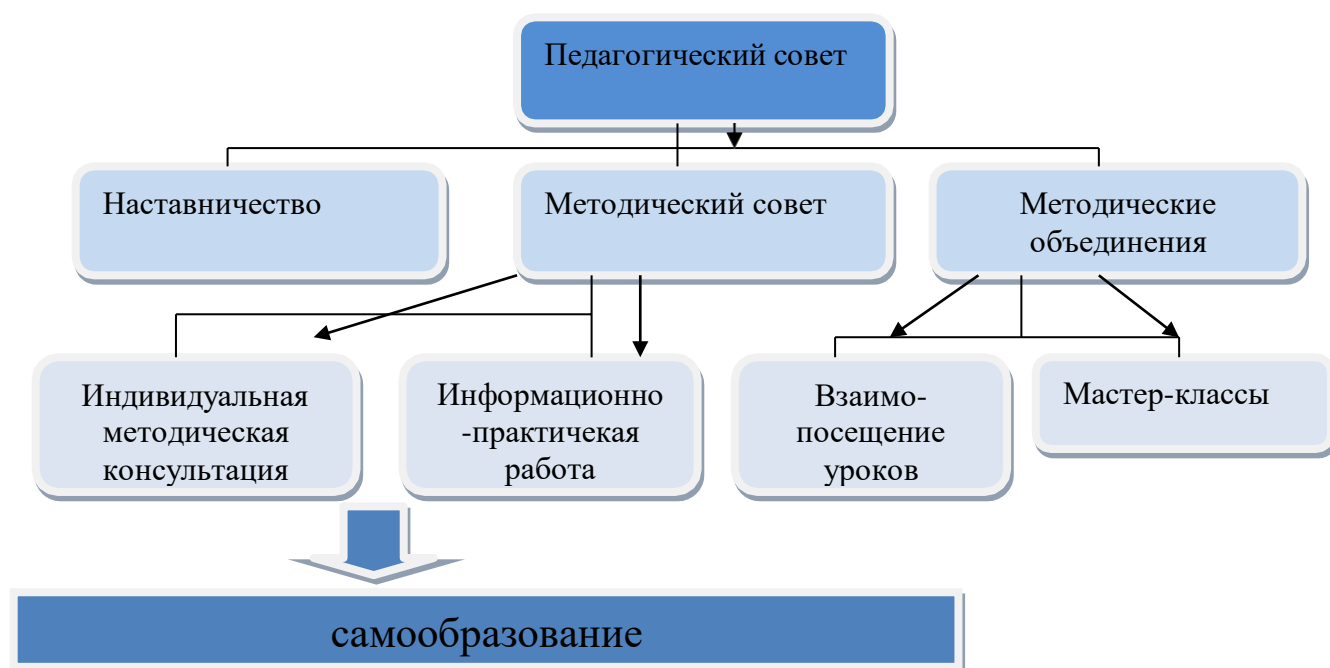 Педагогический совет
Наставничество
Методический совет
Методические
объединения
Индивидуальная
методическая
консультация
Информационно
-практичекая
работа
Взаимо-
посещение
уроков
Мастер-классы
самообразование